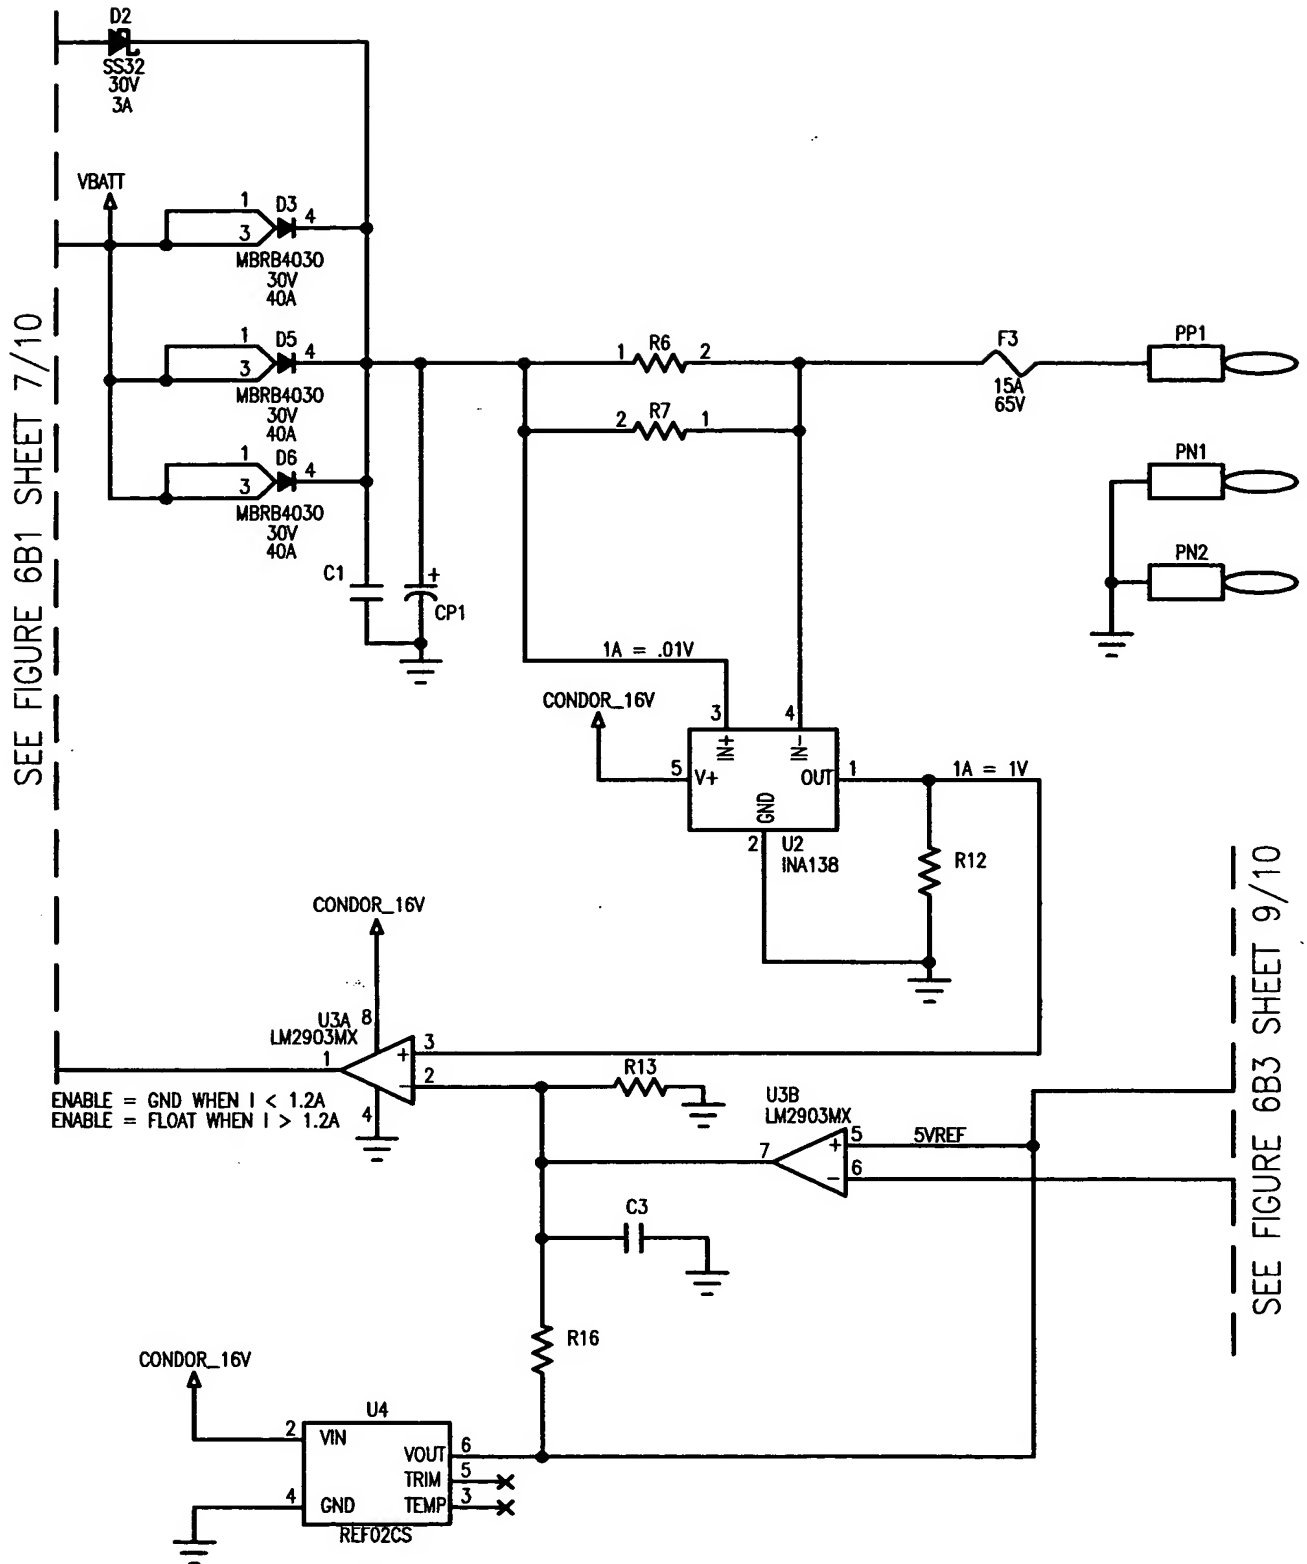 D2
SS32
30V
3A
VBATT
1
D3
4
3
MBRB4030
30V
40A
1
D5
4
3
MBRB4030
30V
40A
1
D6
4
3
MBRB4030
30V
40A
SEE FIGURE 6B1 SHEET 7/10
C1
+
CP1
1
R6
2
2
R7
1
F3
15A
65V
PP1
PN1
PN2
1A = .01V
CONDOR_16V
3
4
IN+
IN-
5
V+
OUT
1
1A = 1V
GND
2
U2
INA138
R12
CONDOR_16V
U3A
8
LM2903MX
1
+
3
-
2
4
ENABLE = GND WHEN I < 1.2A
ENABLE = FLOAT WHEN I > 1.2A
R13
U3B
LM2903MX
7
+
5
5VREF
-
6
C3
R16
SEE FIGURE 6B3 SHEET 9/10
CONDOR_16V
U4
2
VIN
VOUT
6
TRIM
5
4
GND
TEMP
3
REF02CS